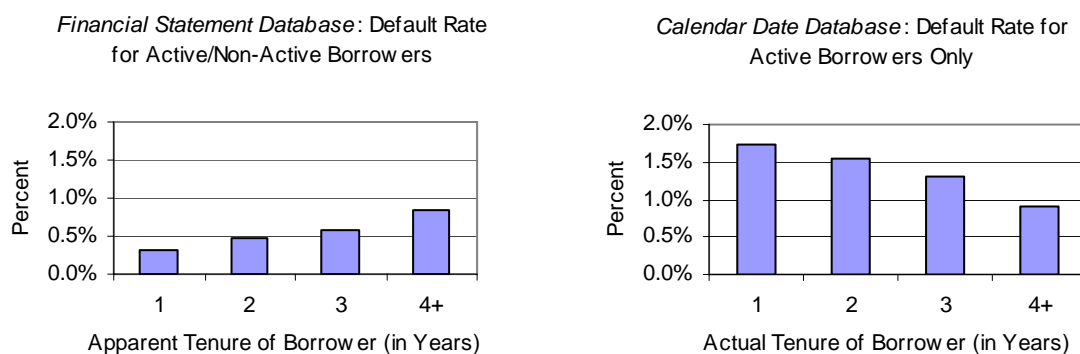 Financial Statement Database: Default Rate
for Active/Non-Active Borrowers
2.0%
1.5%
1.0%
0.5%
0.0%
Percent
1 2 3 4+
Apparent Tenure of Borrower (in Years)
Calendar Date Database: Default Rate for
Active Borrowers Only
2.0%
1.5%
1.0%
0.5%
0.0%
Percent
1 2 3 4+
Actual Tenure of Borrower (in Years)